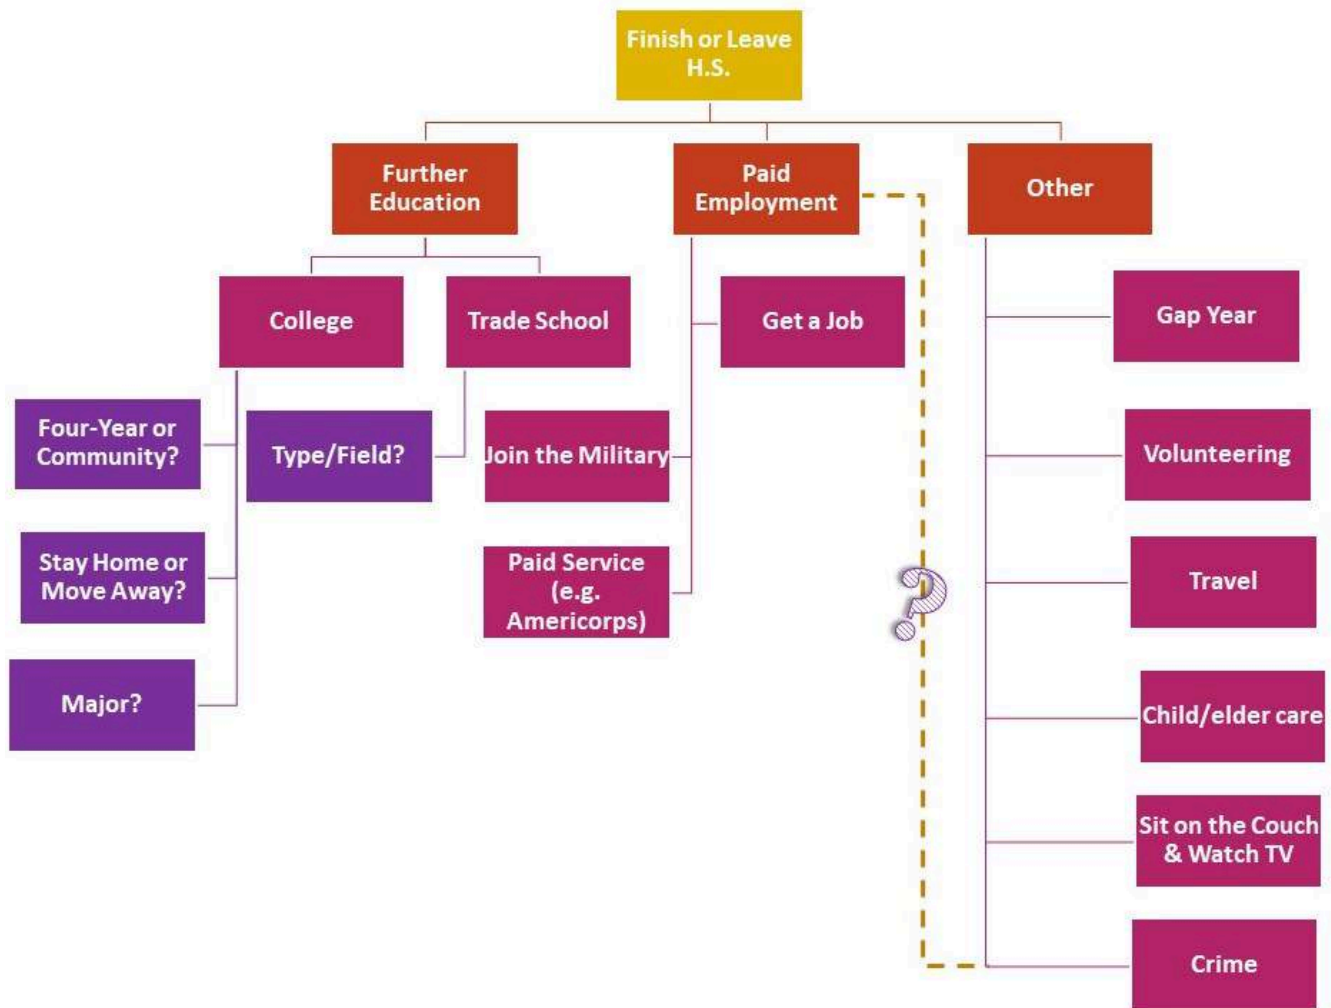 Finish or Leave
H.S.
Further
Education
Paid
Employment
Other
College
Trade School
Get a Job
Gap Year
Four-Year or
Community?
Type/Field?
Join the Military
Volunteering
Stay Home or
Move Away?
Paid Service
(e.g.
Americorps)
Travel
?
Major?
Child/elder care
Sit on the Couch
& Watch TV
Crime